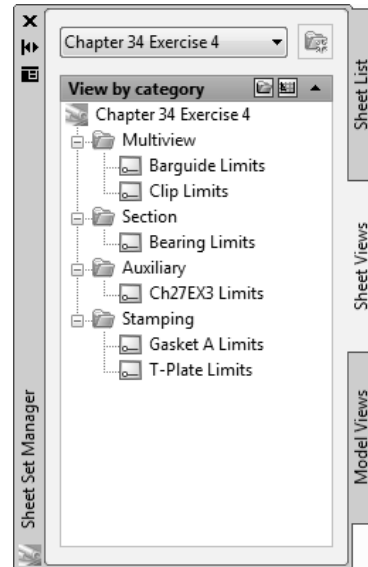 Chapter 34 Exercise 4
View by category
Chapter 34 Exercise 4
Multiview
Barguide Limits
Clip Limits
Section
Bearing Limits
Auxiliary
Ch27EX3 Limits
Stamping
Gasket A Limits
T-Plate Limits
Sheet List
Sheet Views
Model Views
Sheet Set Manager